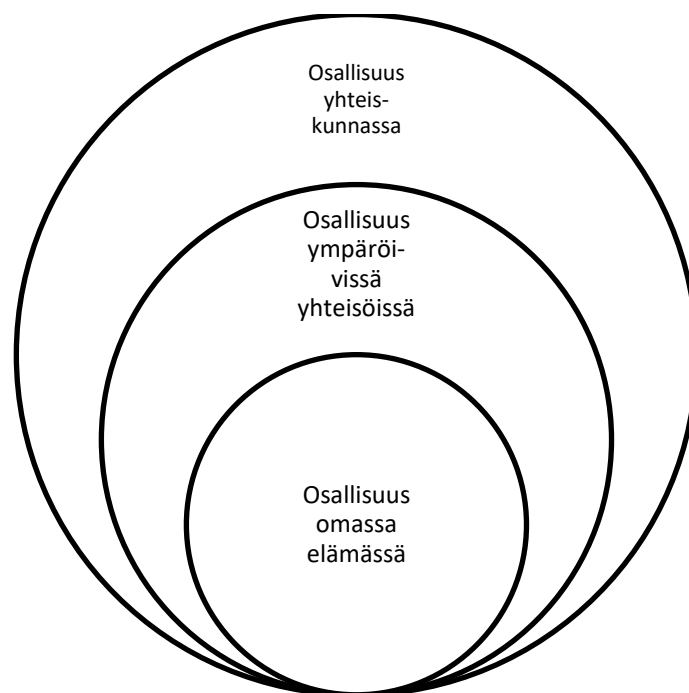 Osallisuus
yhteis-
kunnassa
Osallisuus
ympäröi-
vissä
yhteisöissä
Osallisuus
omassa
elämässä